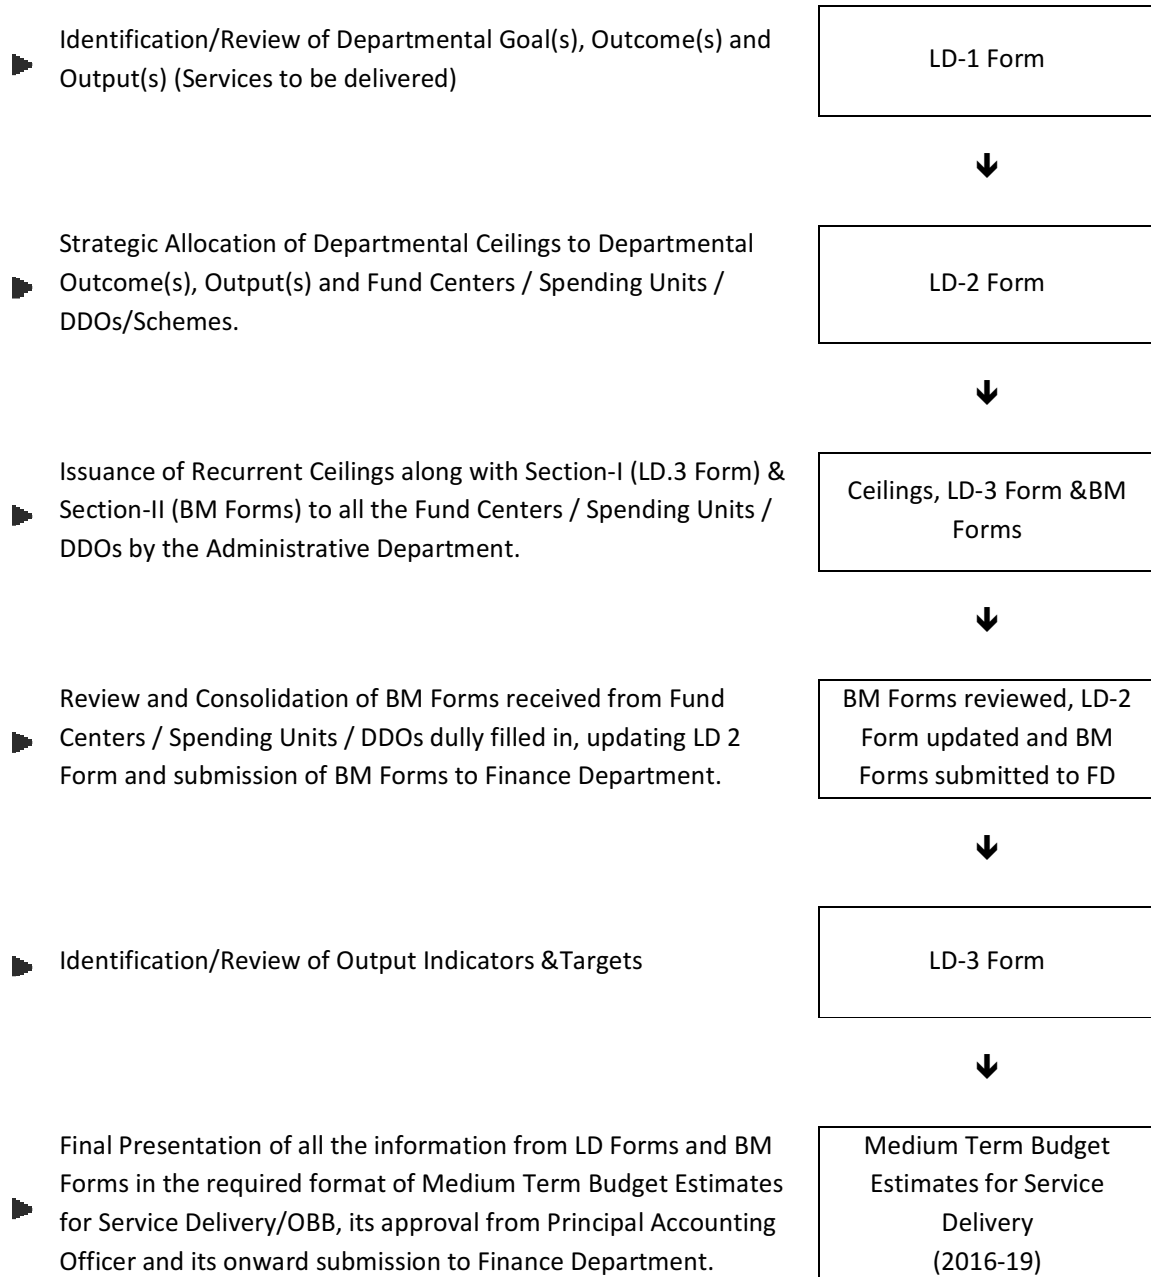 Identification/Review of Departmental Goal(s), Outcome(s) and
Output(s) (Services to be delivered)
LD-1 Form
Strategic Allocation of Departmental Ceilings to Departmental
Outcome(s), Output(s) and Fund Centers / Spending Units /
DDOs/Schemes.
LD-2 Form
Issuance of Recurrent Ceilings along with Section-I (LD.3 Form) &
Section-II (BM Forms) to all the Fund Centers / Spending Units /
DDOs by the Administrative Department.
Ceilings, LD-3 Form &BM
Forms
Review and Consolidation of BM Forms received from Fund
Centers / Spending Units / DDOs dully filled in, updating LD 2
Form and submission of BM Forms to Finance Department.
BM Forms reviewed, LD-2
Form updated and BM
Forms submitted to FD
Identification/Review of Output Indicators &Targets
LD-3 Form
Final Presentation of all the information from LD Forms and BM
Forms in the required format of Medium Term Budget Estimates
for Service Delivery/OBB, its approval from Principal Accounting
Officer and its onward submission to Finance Department.
Medium Term Budget
Estimates for Service
Delivery
(2016-19)